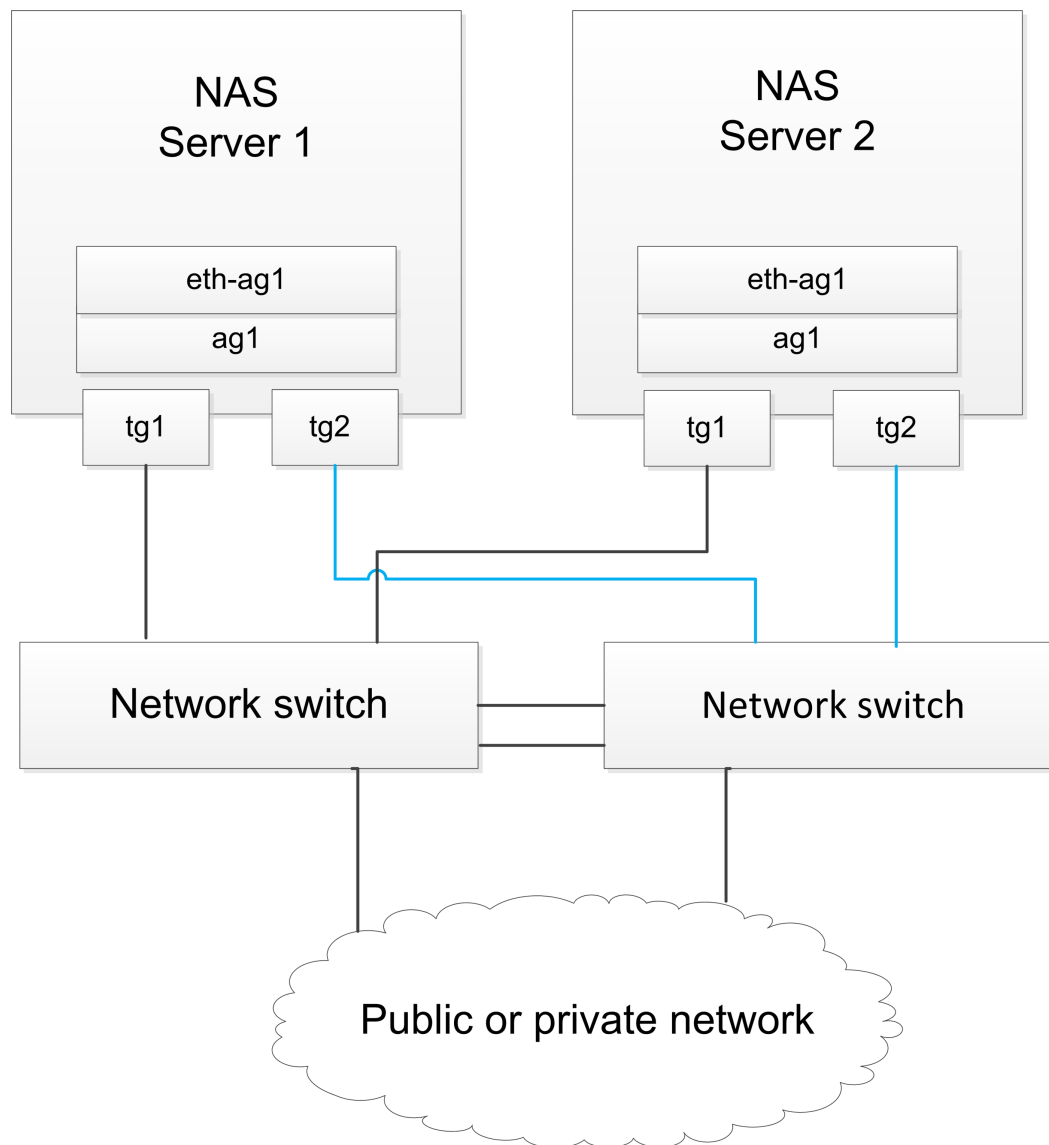 NAS
Server 1
NAS
Server 2
eth-ag1
ag1
eth-ag1
ag1
tg1
tg2
tg1
tg2
Network switch
Network switch
Public or private network